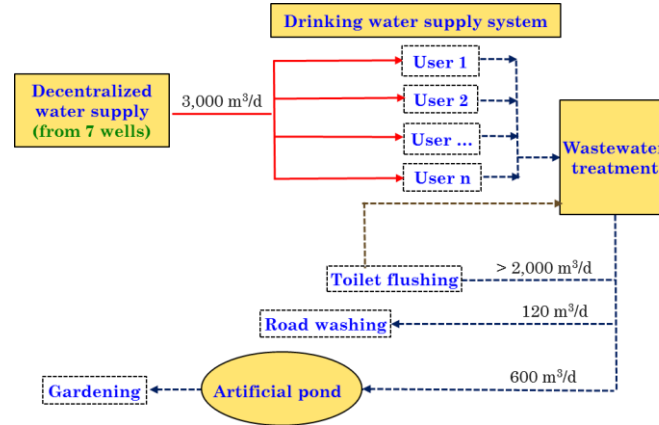 Drinking water supply system
Decentralized
water supply
(from 7 wells)
3,000 m³/d
User 1
User 2
User ...
User n
Wastewater
treatment
Toilet flushing
> 2,000 m³/d
Road washing
120 m³/d
Gardening
Artificial pond
600 m³/d